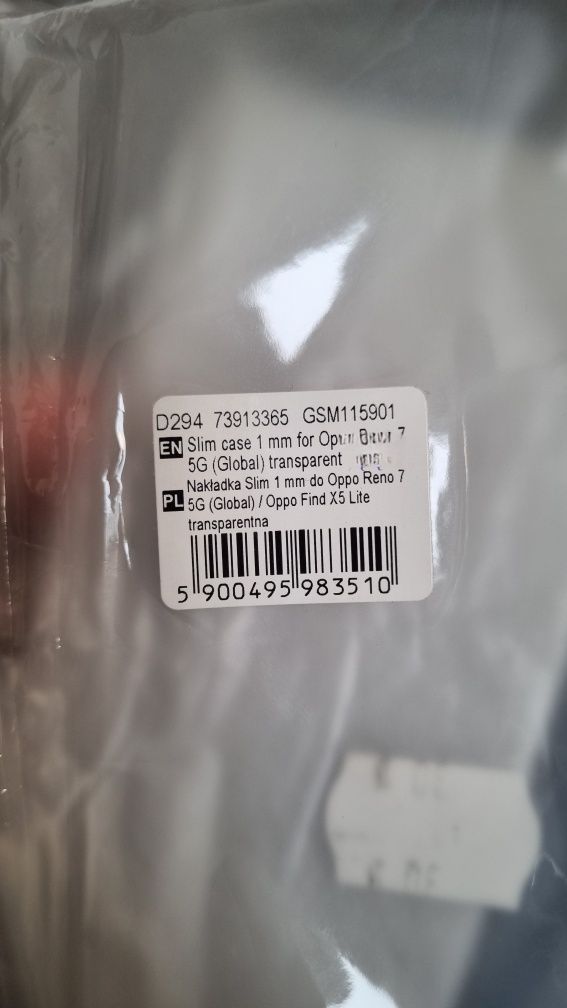 D294 73913365 GSM115901
EN Slim case 1 mm for 7
5G (Global) transparent
Nakładka Slim 1 mm do Oppo Reno 7
PL 5G (Global) / Oppo Find X5 Lite
transparentna
5 900495 983510